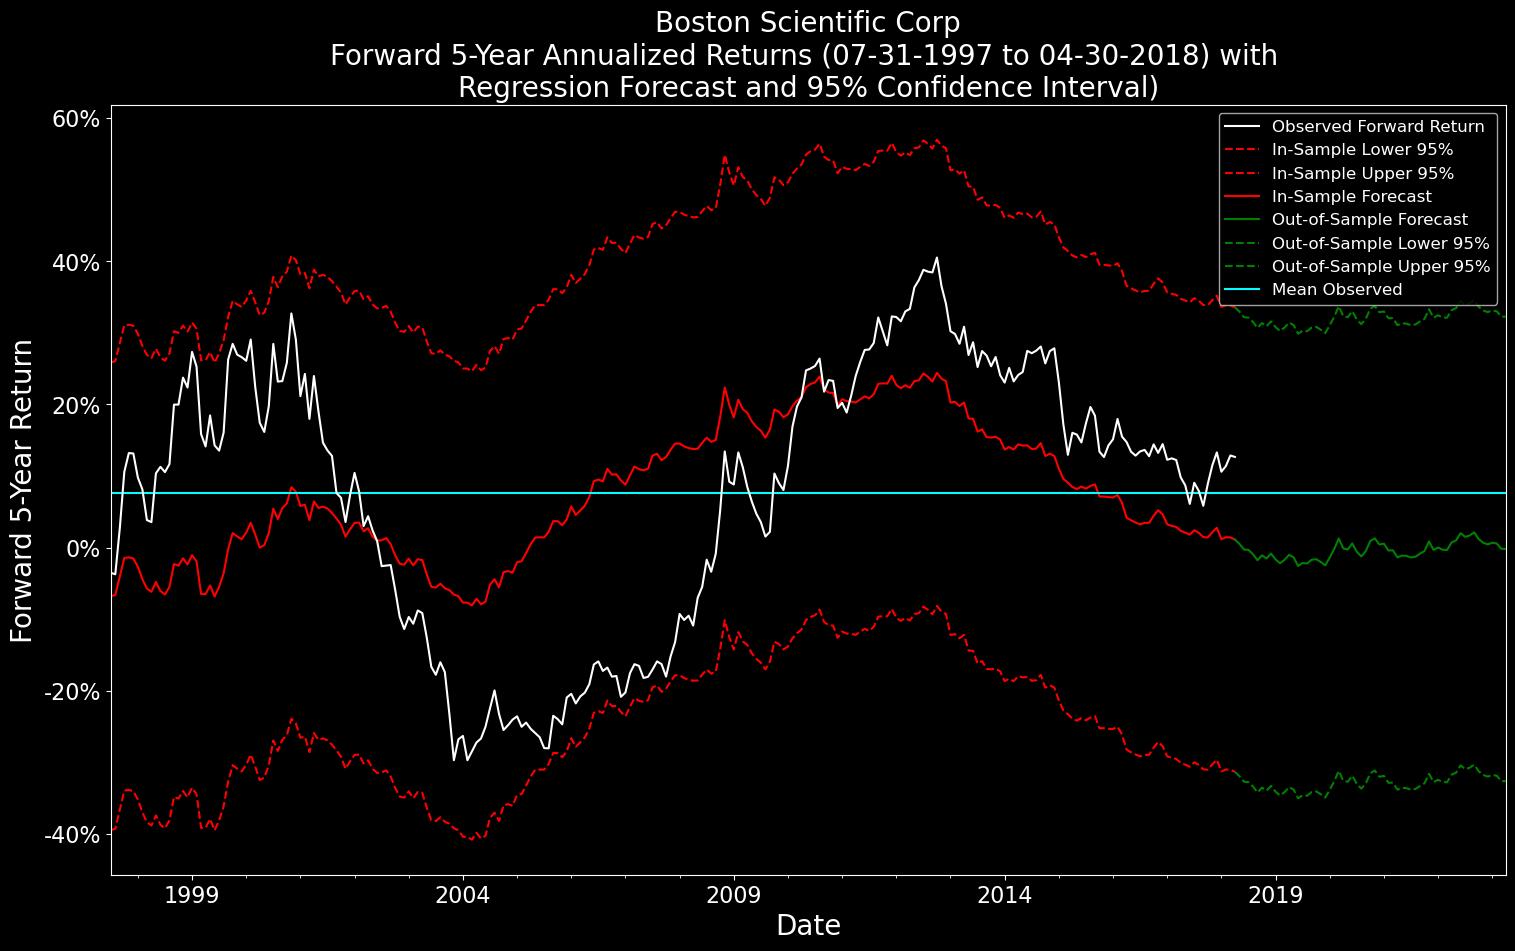 Boston Scientific Corp
Forward 5-Year Annualized Returns (07-31-1997 to 04-30-2018) with
Regression Forecast and 95% Confidence Interval)
60%
40%
20%
0%
-20%
-40%
Forward 5-Year Return
Observed Forward Return
In-Sample Lower 95%
In-Sample Upper 95%
In-Sample Forecast
Out-of-Sample Forecast
Out-of-Sample Lower 95%
Out-of-Sample Upper 95%
Mean Observed
1999 2004 2009 2014 2019
Date